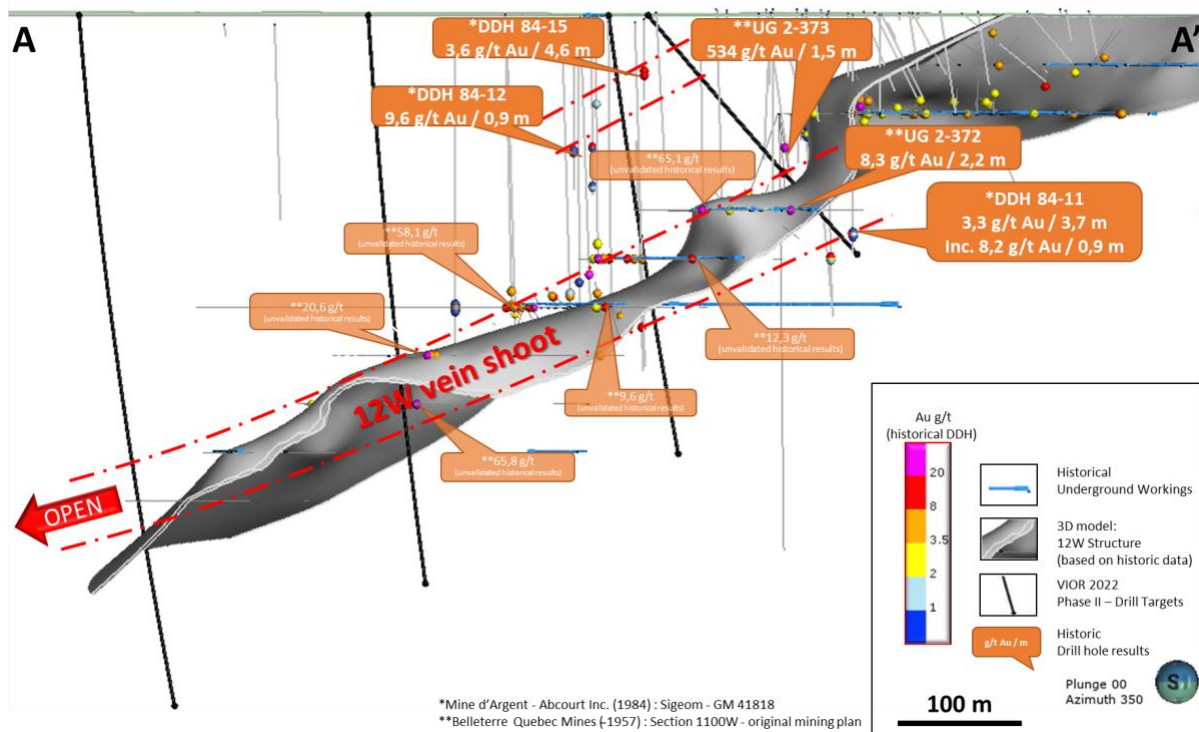 A
A'
*DDH 84-15
3,6 g/t Au / 4,6 m
**UG 2-373
534 g/t Au / 1,5 m
*DDH 84-12
9,6 g/t Au / 0,9 m
**UG 2-372
8,3 g/t Au / 2,2 m
**65,1 g/t
(unvalidated historical results)
*DDH 84-11
3,3 g/t Au / 3,7 m
Inc. 8,2 g/t Au / 0,9 m
**58,1 g/t
(unvalidated historical results)
**20,6 g/t
(unvalidated historical results)
**12,3 g/t
(unvalidated historical results)
12W vein shoot
**9,6 g/t
(unvalidated historical results)
**65,8 g/t
(unvalidated historical results)
OPEN
Au g/t
(historical DDH)
20
8
3.5
2
1
Historical
Underground Workings
3D model:
12W Structure
(based on historic data)
VIOR 2022
Phase II – Drill Targets
g/t Au / m
Historic
Drill hole results
Plunge 00
Azimuth 350
S
100 m
*Mine d'Argent - Abcourt Inc. (1984) : Sigeom - GM 41818
**Belleterre Quebec Mines (-1957) : Section 1100W - original mining plan